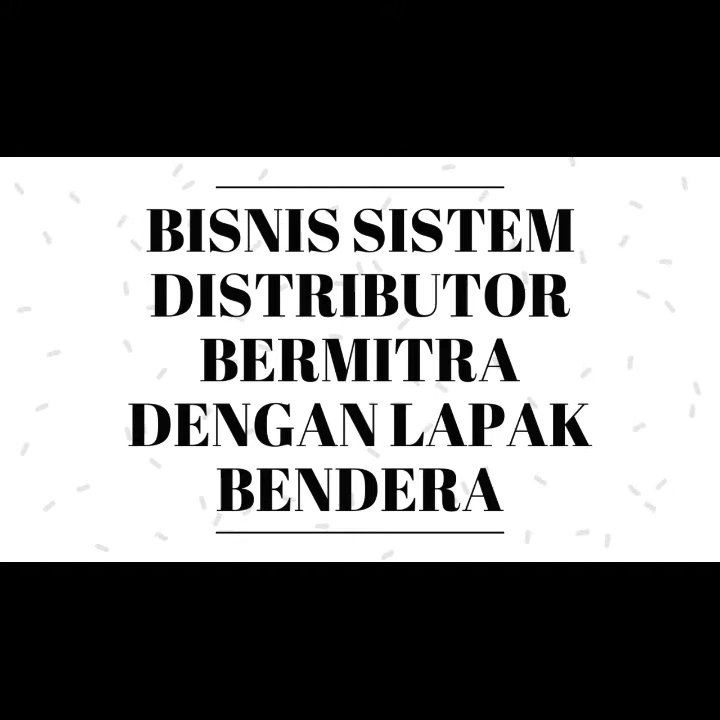 BISNIS SISTEM
DISTRIBUTOR
BERMITRA
DENGAN LAPAK
BENDERA